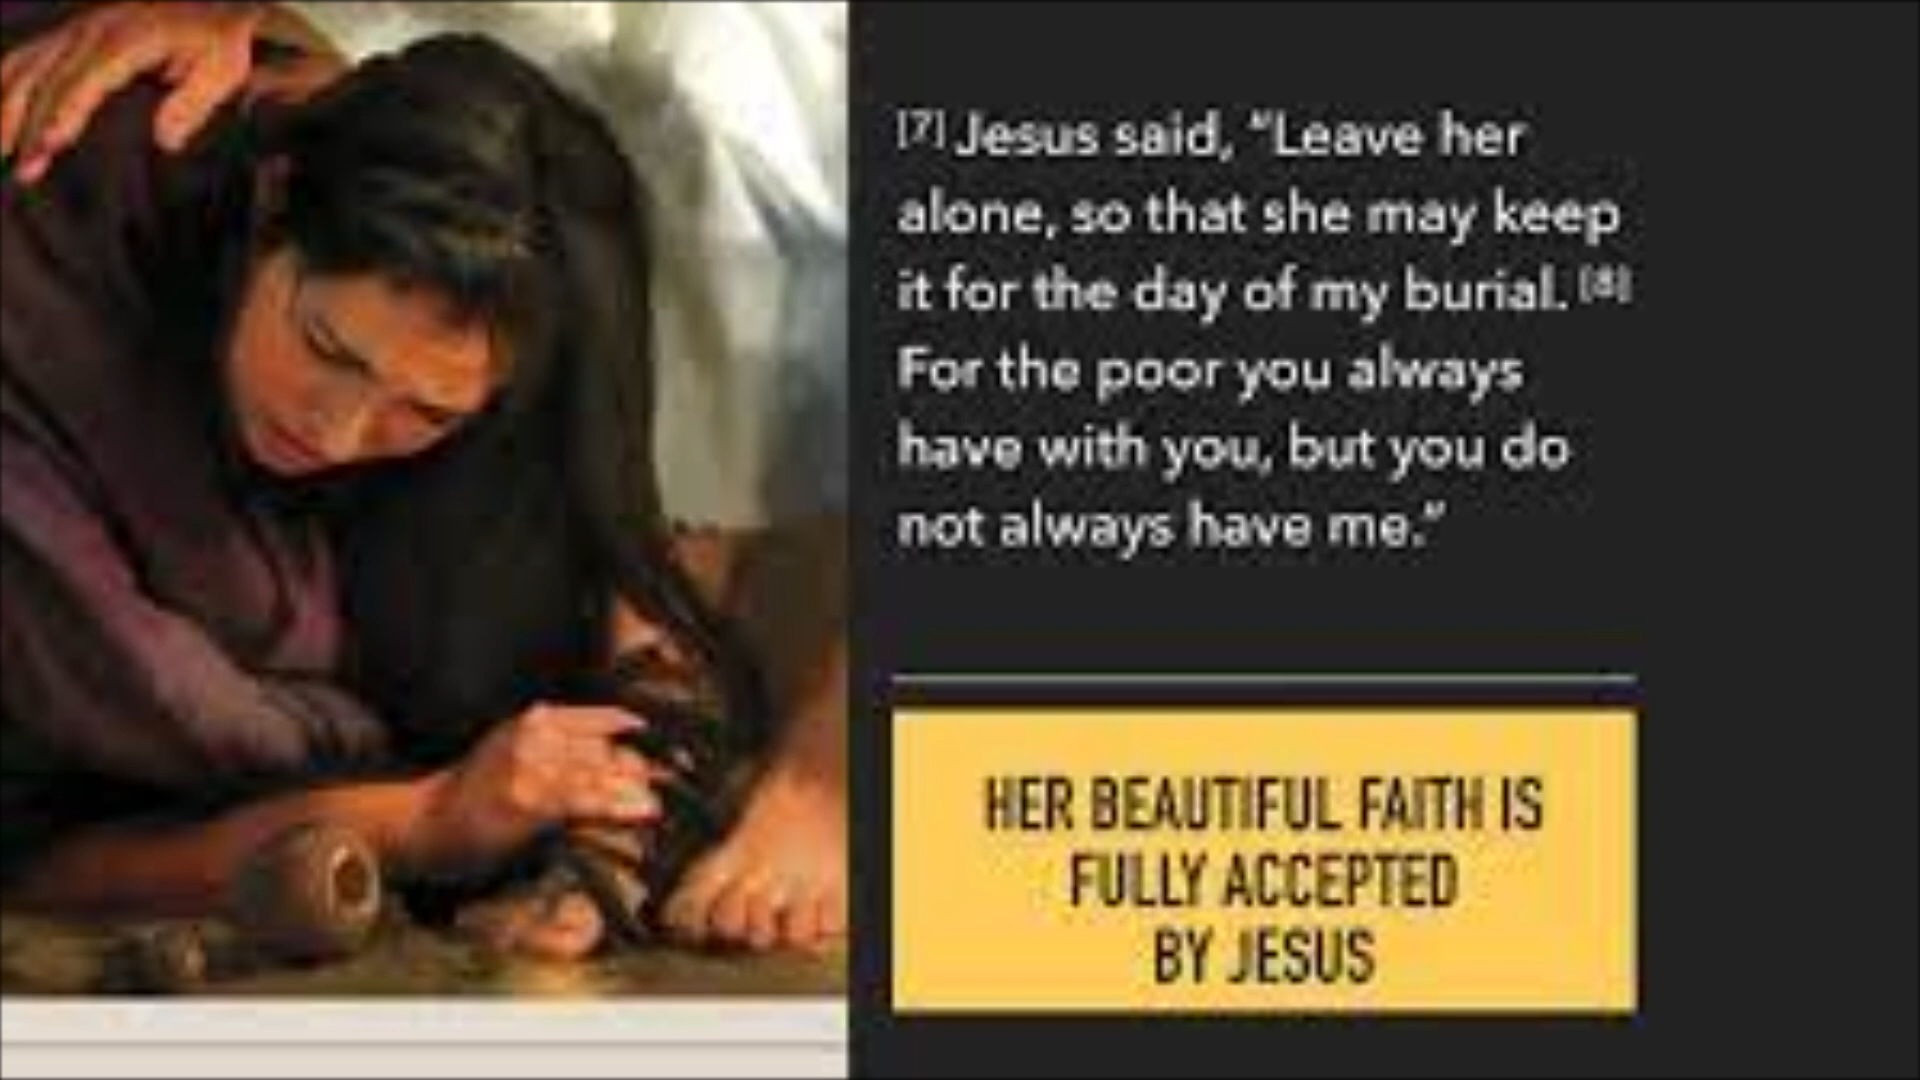 [7] Jesus said, “Leave her
alone, so that she may keep
it for the day of my burial. [8]
For the poor you always
have with you, but you do
not always have me.”
HER BEAUTIFUL FAITH IS
FULLY ACCEPTED
BY JESUS